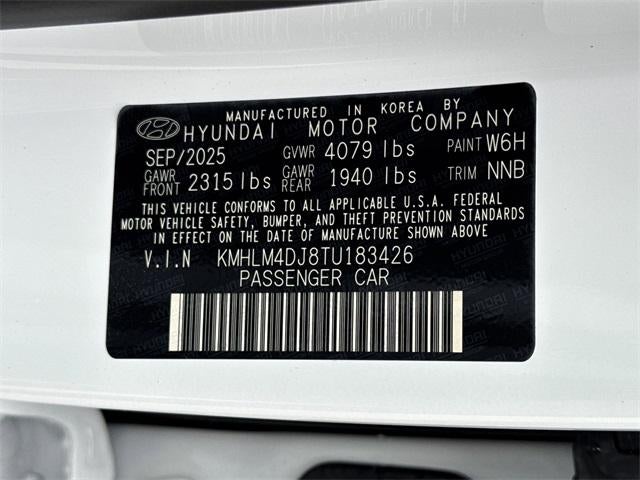 MANUFACTURED IN KOREA BY
HYUNDAI MOTOR COMPANY
SEP/2025 GVWR 4079 lbs PAINT W6H
GAWR FRONT 2315 lbs GAWR REAR 1940 lbs TRIM NNB
THIS VEHICLE CONFORMS TO ALL APPLICABLE U.S.A. FEDERAL
MOTOR VEHICLE SAFETY, BUMPER, AND THEFT PREVENTION STANDARDS
IN EFFECT ON THE DATE OF MANUFACTURE SHOWN ABOVE
V.I.N KMHLM4DJ8TU183426
PASSENGER CAR